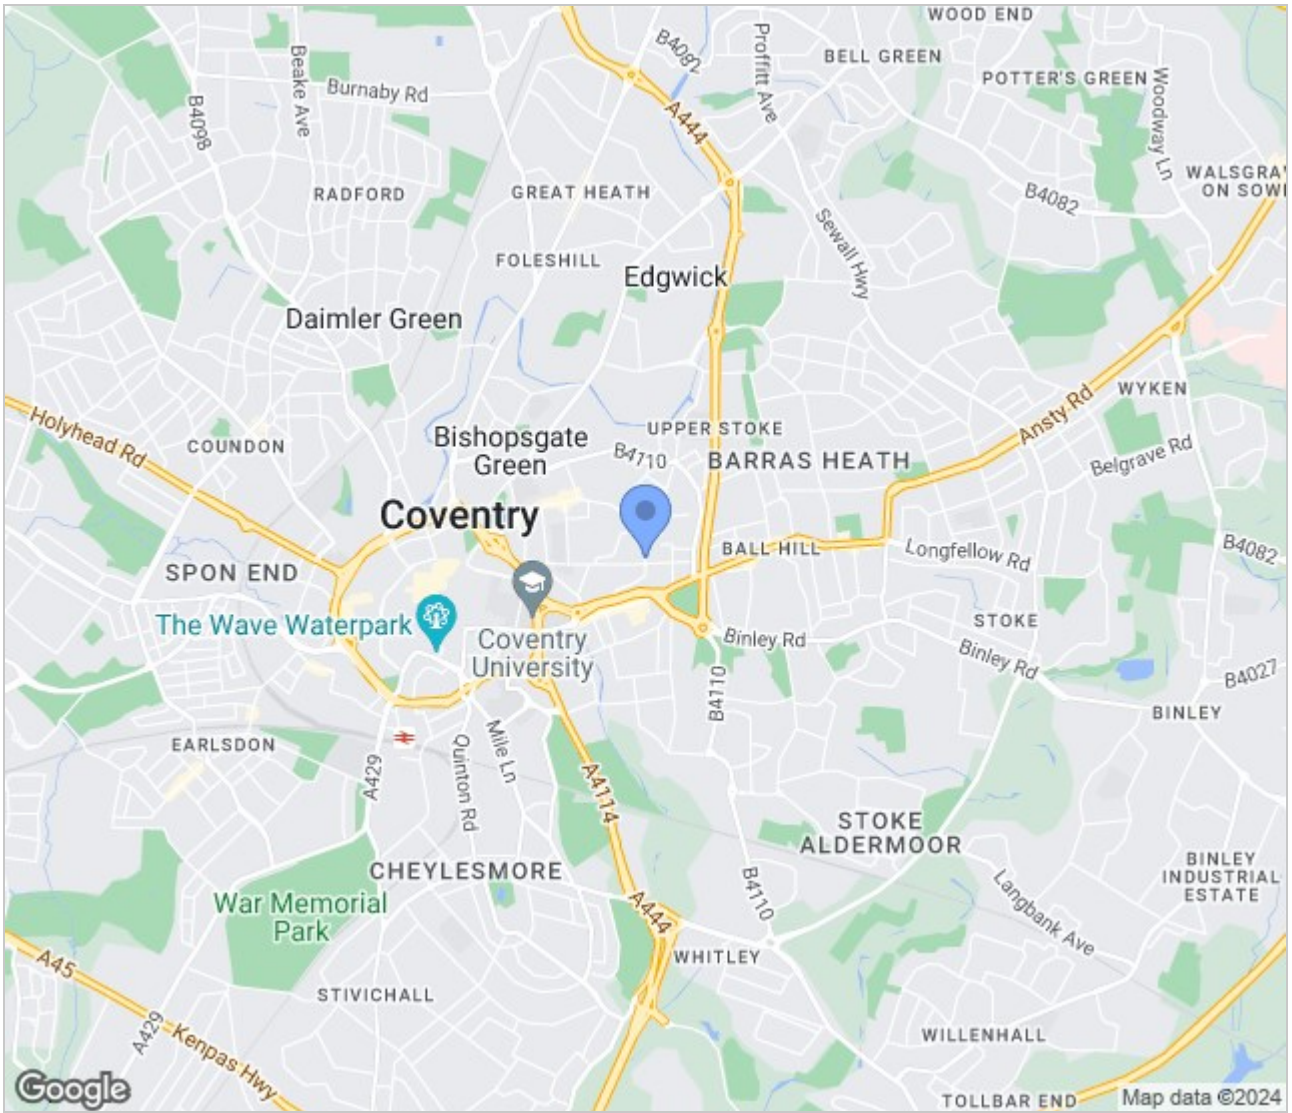 WOOD END
B4082
Proffitt Ave
BELL GREEN
POTTER'S GREEN
Beake Ave
Burnaby Rd
B4098
A444
Woodway Ln
WALSGRA
ON SOW
RADFORD
GREAT HEATH
B4082
Sewall Hwy
FOLESHILL
Edgwick
Daimler Green
WYKEN
Holyhead Rd
Ansty Rd
COUNDON
Bishopsgate
Green
UPPER STOKE
B4110
BARRAS HEATH
Belgrave Rd
Coventry
BALL HILL
Longfellow Rd
B4082
SPON END
The Wave Waterpark
Coventry
University
Binley Rd
STOKE
Binley Rd
B4027
B4110
BINLEY
EARLSDON
A429
Quinton Rd
Mile Ln
A4114
STOKE
ALDERMOOR
CHEYLESMORE
BINLEY
INDUSTRIAL
ESTATE
War Memorial
Park
A444
B4110
Langbank Ave
WHITLEY
A45
STIVICHALL
A429
Kenpas Hwy
WILLENHALL
Google
TOLLBAR END
Map data ©2024